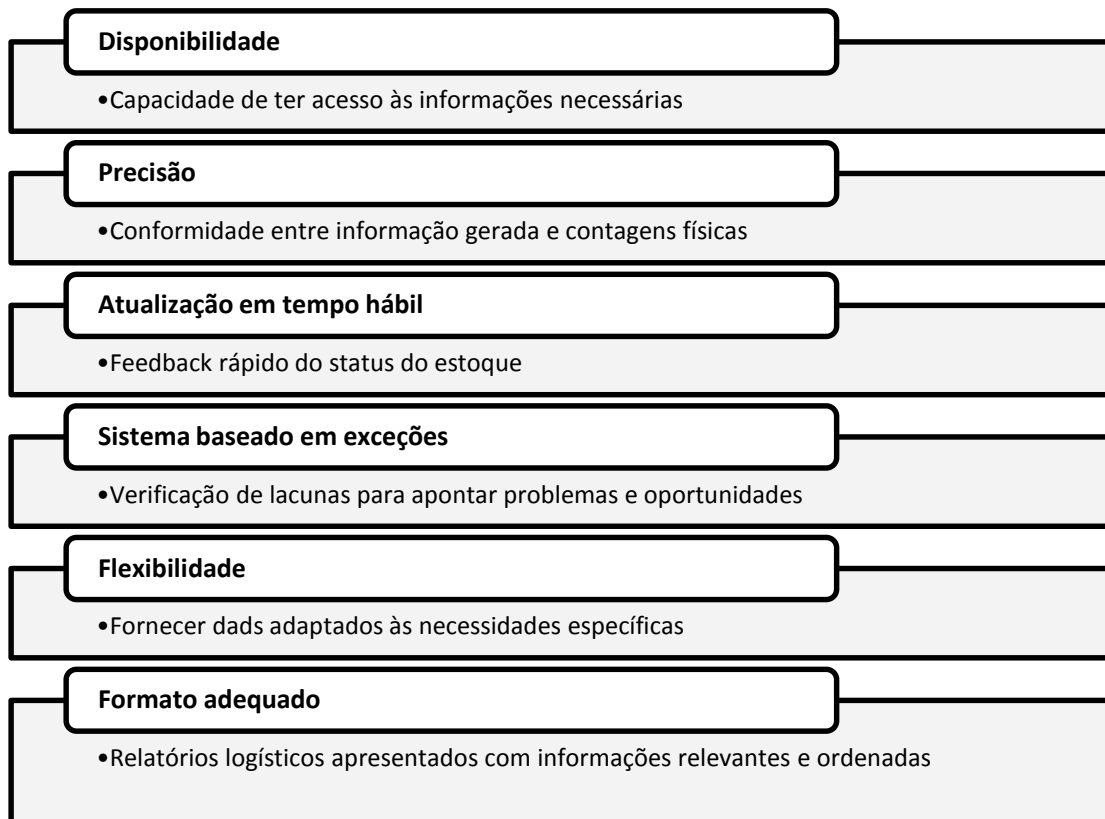 Disponibilidade
•Capacidade de ter acesso às informações necessárias
Precisão
•Conformidade entre informação gerada e contagens físicas
Atualização em tempo hábil
•Feedback rápido do status do estoque
Sistema baseado em exceções
•Verificação de lacunas para apontar problemas e oportunidades
Flexibilidade
•Fornecer dads adaptados às necessidades específicas
Formato adequado
•Relatórios logísticos apresentados com informações relevantes e ordenadas